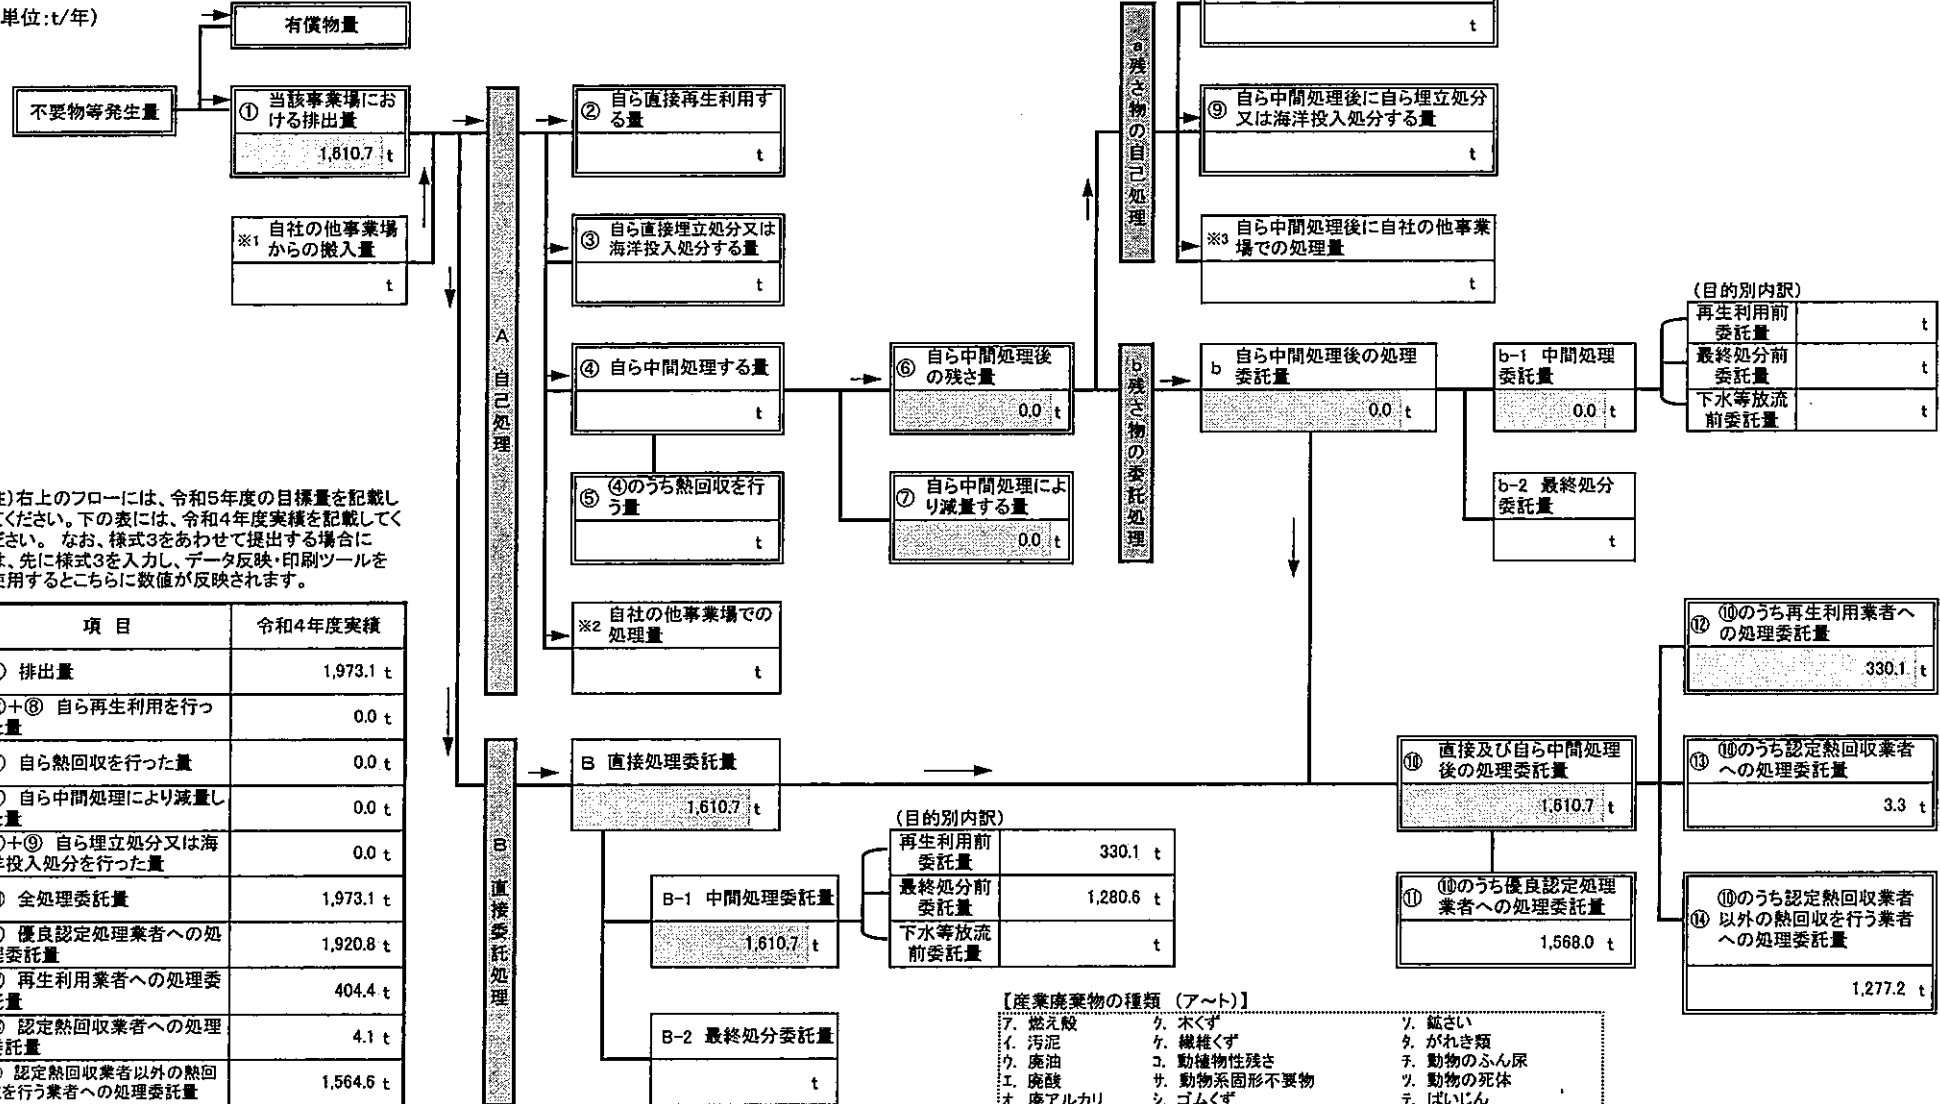 単位:t/年)
有償物量
不要物等発生量
① 当該事業場にお
ける排出量
1,610.7 t
※1 自社の他事業場
からの搬入量
t
A 自己処理
② 自ら直接再生利用す
る量
t
③ 自ら直接埋立処分又は
海洋投入処分する量
t
④ 自ら中間処理する量
t
⑤ ④のうち熱回収を行
う量
t
※2 自社の他事業場での
処理量
t
⑥ 自ら中間処理後
の残さ量
0.0 t
⑦ 自ら中間処理によ
り減量する量
0.0 t
a 残さ物の自己処理
t
⑨ 自ら中間処理後に自ら埋立処分
又は海洋投入処分する量
t
※3 自ら中間処理後に自社の他事業
場での処理量
t
b 残さ物の委託処理
b 自ら中間処理後の処理
委託量
0.0 t
b-1 中間処理
委託量
0.0 t
b-2 最終処分
委託量
t
(目的別内訳)
再生利用前
委託量 t
最終処分前
委託量 t
下水等放流
前委託量 t
)右上のフローには、令和5年度の目標量を記載し
ください。下の表には、令和4年度実績を記載してく
さい。 なお、様式3をあわせて提出する場合に
、先に様式3を入力し、データ反映・印刷ツールを
用するとこちらに数値が反映されます。
項 目 令和4年度実績
) 排出量 1,973.1 t
)+⑧ 自ら再生利用を行っ
量 0.0 t
) 自ら熱回収を行った量 0.0 t
) 自ら中間処理により減量し
量 0.0 t
)+⑨ 自ら埋立処分又は海
投入処分を行った量 0.0 t
) 全処理委託量 1,973.1 t
) 優良認定処理業者への処
委託量 1,920.8 t
) 再生利用業者への処理委
量 404.4 t
) 認定熱回収業者への処理
託量 4.1 t
) 認定熱回収業者以外の熱回
を行う業者への処理委託量 1,564.6 t
B 直接委託処理
B 直接処理委託量
1,610.7 t
B-1 中間処理委託量
1,610.7 t
B-2 最終処分委託量
t
(目的別内訳)
再生利用前
委託量 330.1 t
最終処分前
委託量 1,280.6 t
下水等放流
前委託量 t
⑩ 直接及び自ら中間処理
後の処理委託量
1,610.7 t
⑪ ⑩のうち優良認定処理
業者への処理委託量
1,568.0 t
⑫ ⑩のうち再生利用業者へ
の処理委託量
330.1 t
⑬ ⑩のうち認定熱回収業者
への処理委託量
3.3 t
⑭ ⑩のうち認定熱回収業者
以外の熱回収を行う業者
への処理委託量
1,277.2 t
【産業廃棄物の種類 (ア~ト)】
ア. 燃え殻 ク. 木くず ソ. 鉱さい
イ. 汚泥 ケ. 繊維くず タ. がれき類
ウ. 廃油 コ. 動植物性残さ チ. 動物のふん尿
エ. 廃酸 サ. 動物系固形不要物 ツ. 動物の死体
オ. 廃アルカリ シ. ゴムくず テ. ばいじん